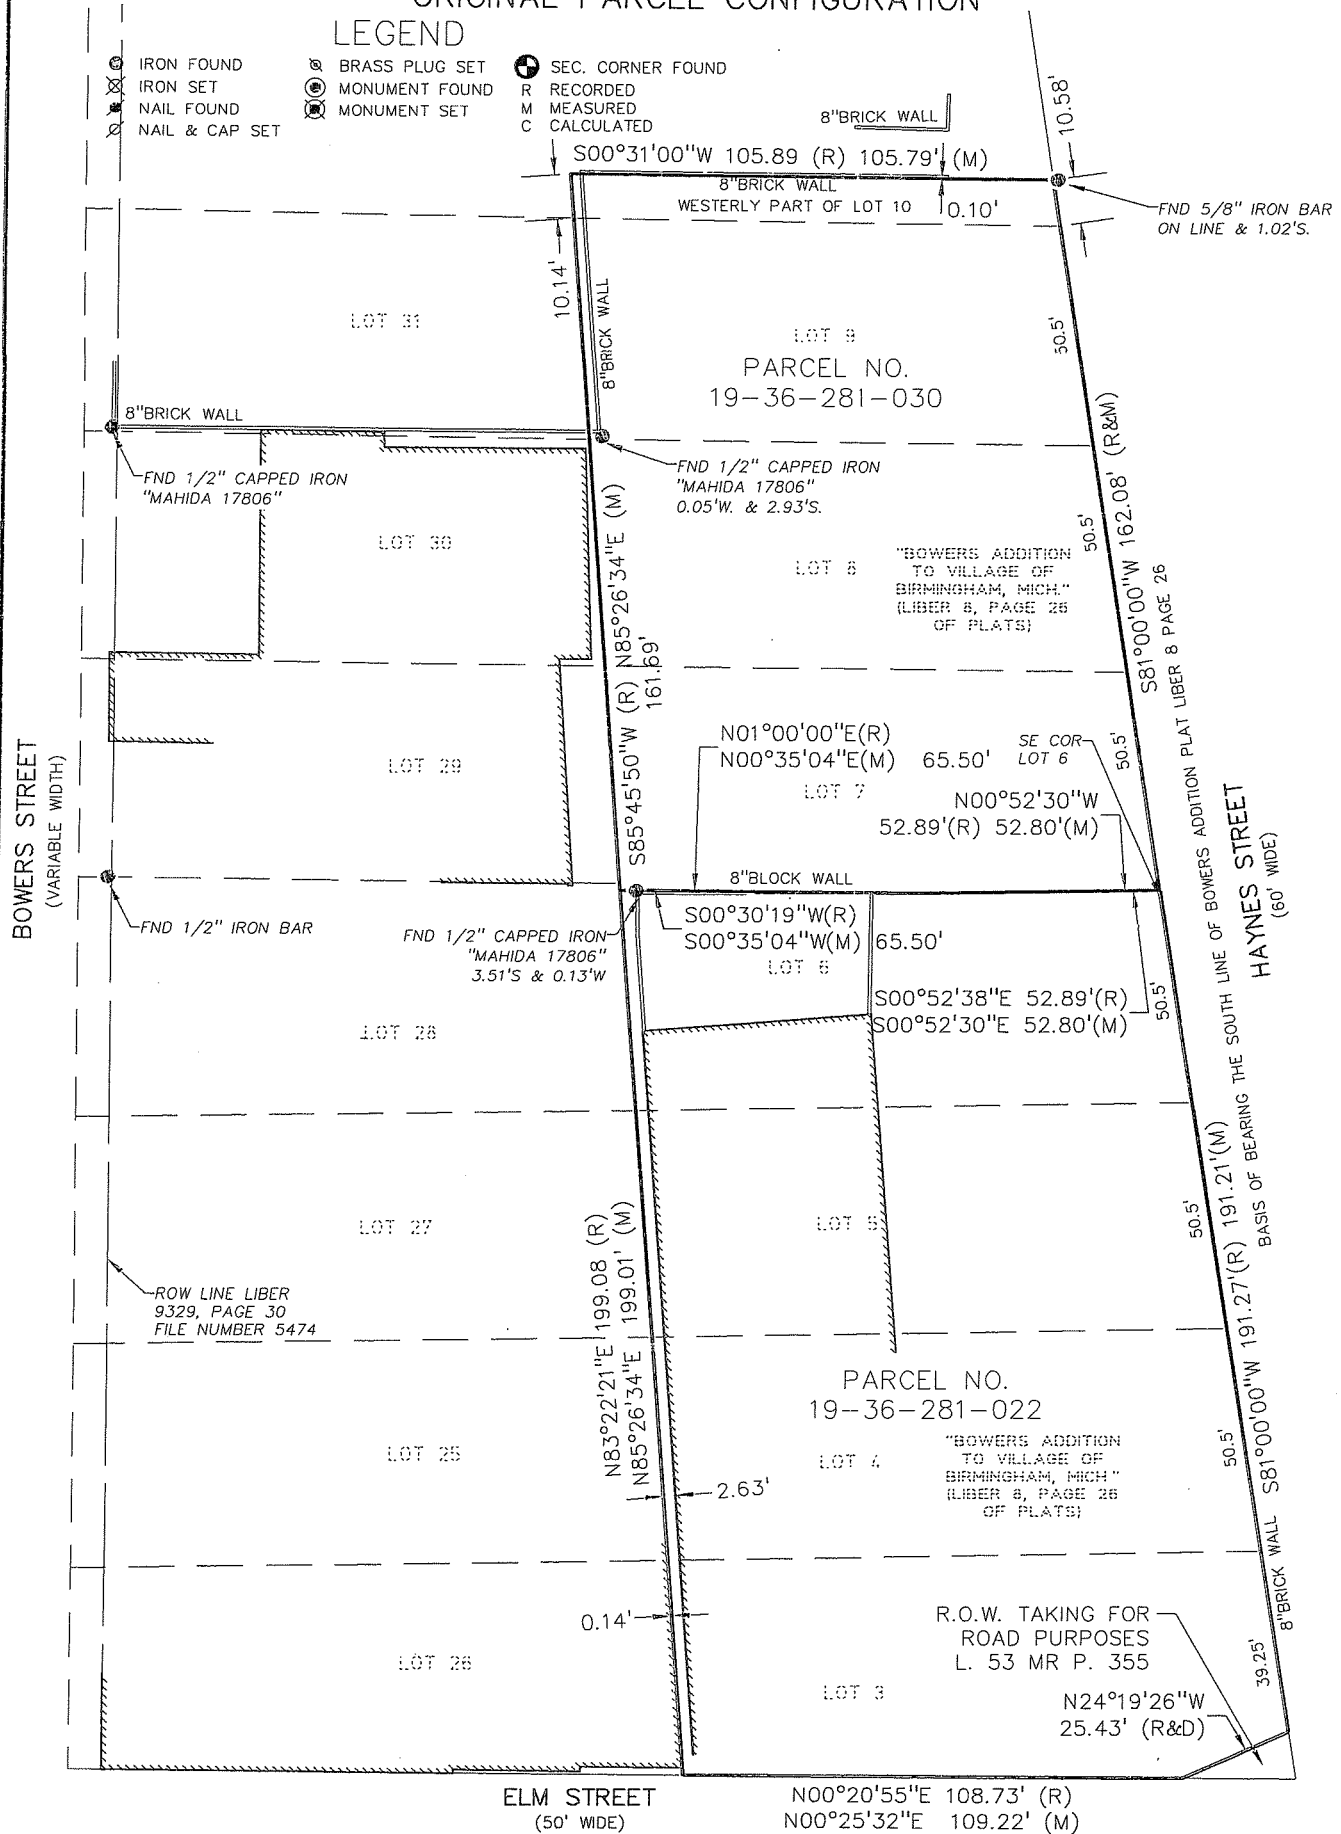 ORIGINAL PARCEL CONFIGURATION
LEGEND
IRON FOUND
IRON SET
NAIL FOUND
NAIL & CAP SET
BRASS PLUG SET
MONUMENT FOUND
MONUMENT SET
SEC. CORNER FOUND
R RECORDED
M MEASURED
C CALCULATED
8"BRICK WALL
10.58'
S00°31'00"W 105.89 (R) 105.79' (M)
8"BRICK WALL
WESTERLY PART OF LOT 10
0.10'
FND 5/8" IRON BAR
ON LINE & 1.02'S.
10.14'
8"BRICK WALL
LOT 31
LOT 9
PARCEL NO.
19-36-281-030
50.5'
8"BRICK WALL
FND 1/2" CAPPED IRON
"MAHIDA 17806"
FND 1/2" CAPPED IRON
"MAHIDA 17806"
0.05'W. & 2.93'S.
S81°00'00"W 162.08' (R&M)
LOT 30
LOT 8
"BOWERS ADDITION
TO VILLAGE OF
BIRMINGHAM, MICH."
(LIBER 8, PAGE 26
OF PLATS)
50.5'
S85°45'50"W (R) N85°26'34"E (M)
161.69'
BOWERS STREET
(VARIABLE WIDTH)
LOT 29
N01°00'00"E(R)
N00°35'04"E(M) 65.50'
LOT 7
SE COR
LOT 6
50.5'
N00°52'30"W
52.89'(R) 52.80'(M)
8"BLOCK WALL
HAYNES STREET
(60' WIDE)
BASIS OF BEARING THE SOUTH LINE OF BOWERS ADDITION PLAT LIBER 8 PAGE 26
FND 1/2" IRON BAR
FND 1/2" CAPPED IRON
"MAHIDA 17806"
3.51'S & 0.13'W
S00°30'19"W(R)
S00°35'04"W(M) 65.50'
LOT 6
S00°52'38"E 52.89'(R)
S00°52'30"E 52.80'(M)
50.5'
LOT 28
LOT 27
LOT 5
50.5'
S81°00'00"W 191.27'(R) 191.21'(M)
ROW LINE LIBER
9329, PAGE 30
FILE NUMBER 5474
N83°22'21"E 199.08 (R)
N85°26'34"E 199.01' (M)
PARCEL NO.
19-36-281-022
LOT 25
LOT 4
"BOWERS ADDITION
TO VILLAGE OF
BIRMINGHAM, MICH"
(LIBER 8, PAGE 26
OF PLATS)
50.5'
2.63'
8"BRICK WALL
0.14'
R.O.W. TAKING FOR
ROAD PURPOSES
L. 53 MR P. 355
39.25'
LOT 26
LOT 3
N24°19'26"W
25.43' (R&D)
ELM STREET
(50' WIDE)
N00°20'55"E 108.73' (R)
N00°25'32"E 109.22' (M)